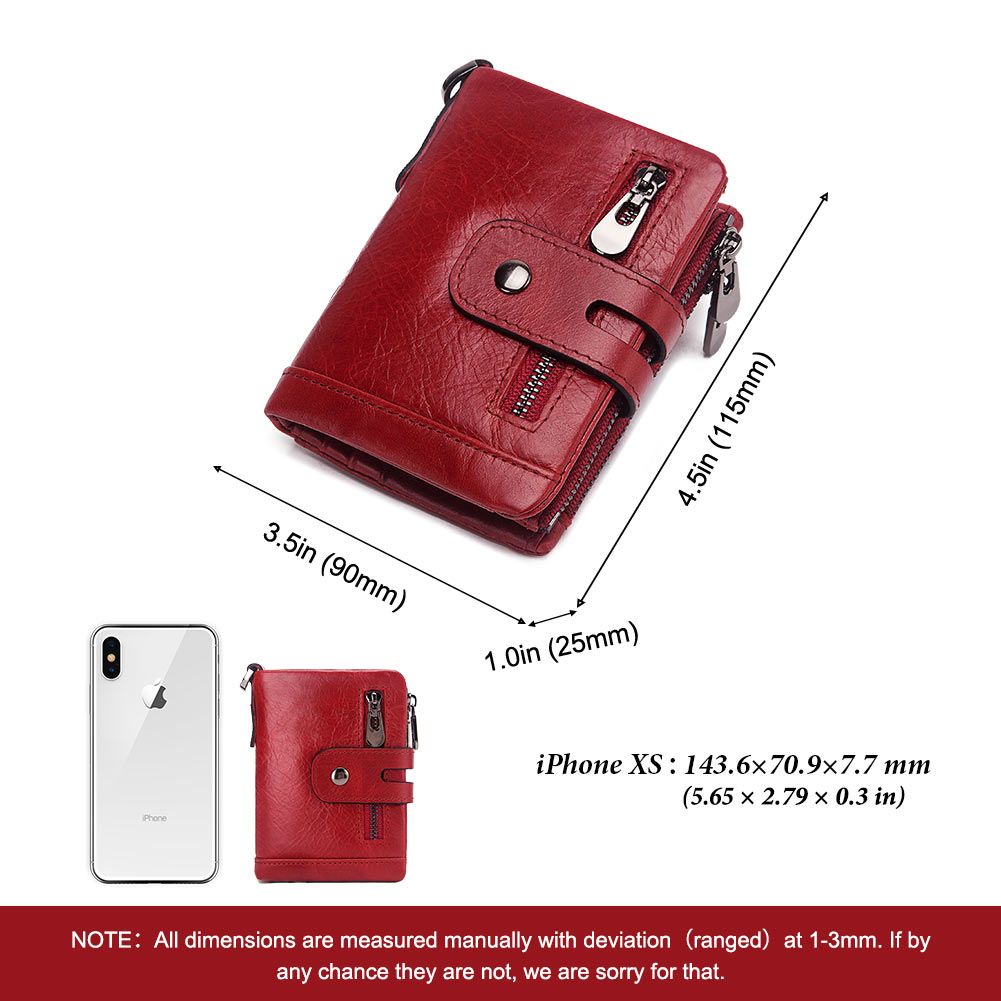 4.5in (115mm)
3.5in (90mm)
1.0in (25mm)
iPhone
iPhone XS : 143.6×70.9×7.7 mm
(5.65 × 2.79 × 0.3 in)
NOTE：All dimensions are measured manually with deviation（ranged）at 1-3mm. If by
any chance they are not, we are sorry for that.